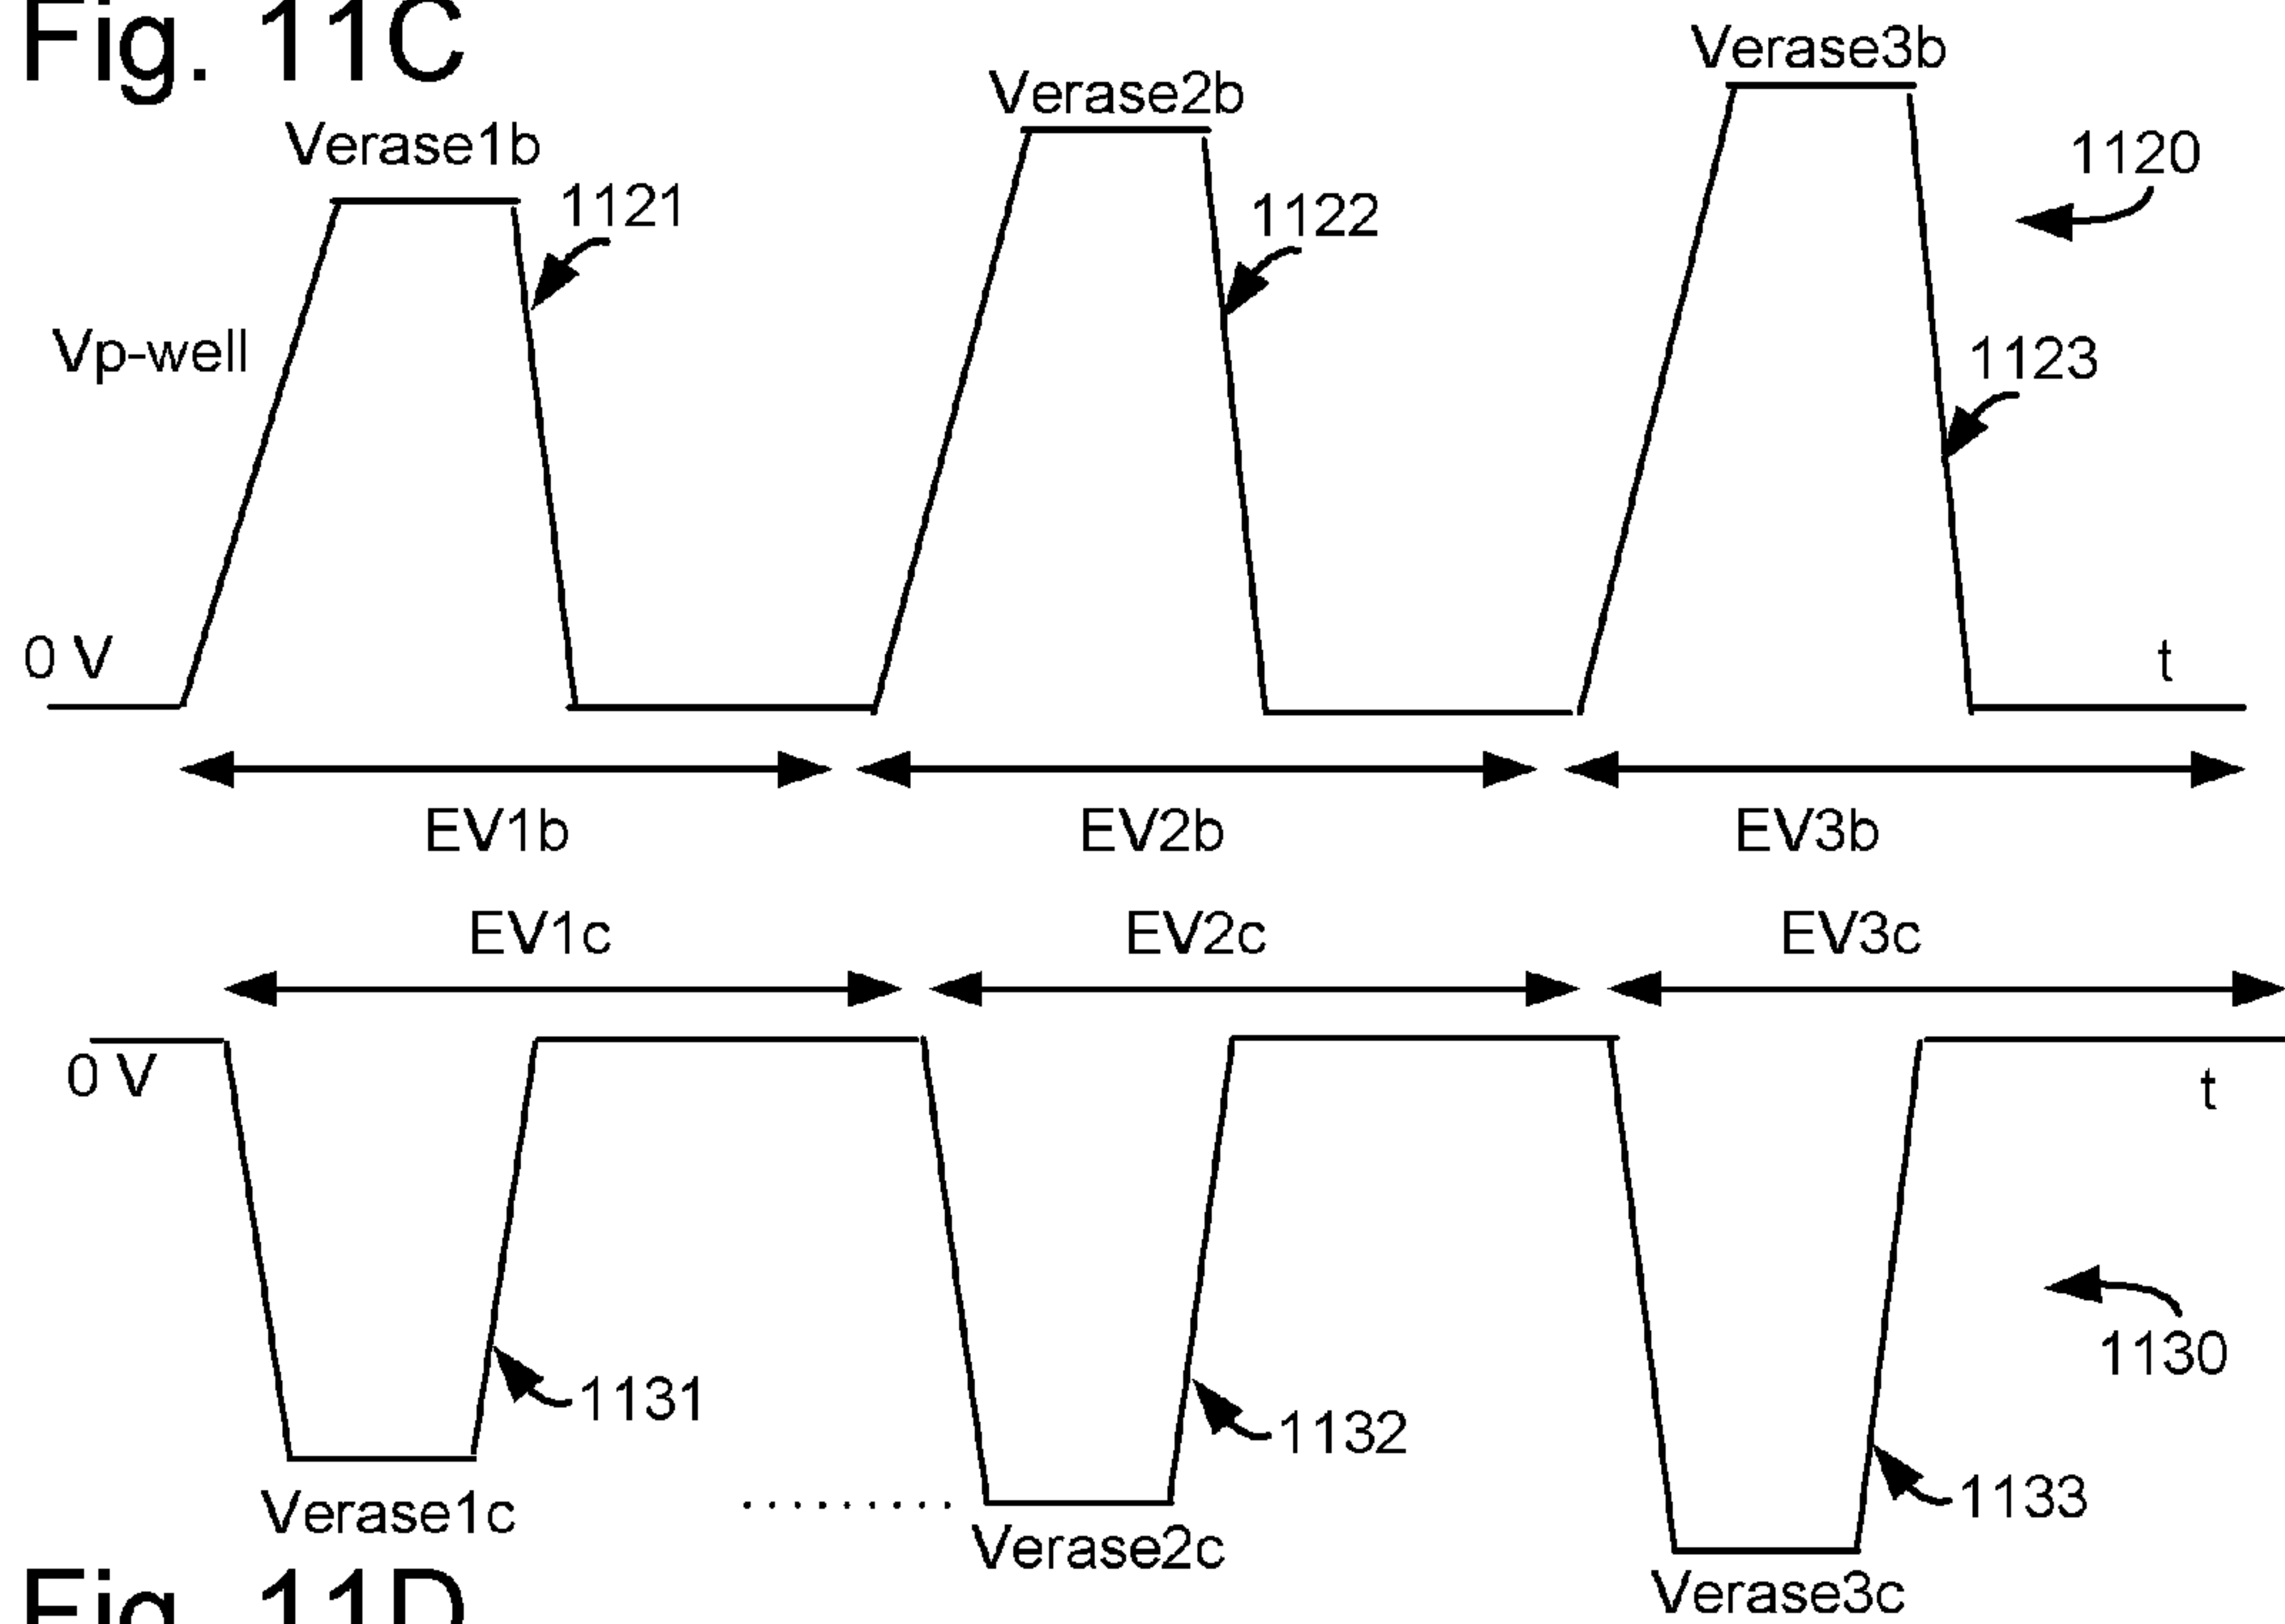 Fig. 11C
Verase1b
Verase2b
Verase3b
1121
1122
1120
Vp-well
1123
0 V
t
EV1b
EV2b
EV3b
EV1c
EV2c
EV3c
0 V
t
1131
1132
1130
1133
Verase1c
Verase2c
Verase3c
Fig. 11D